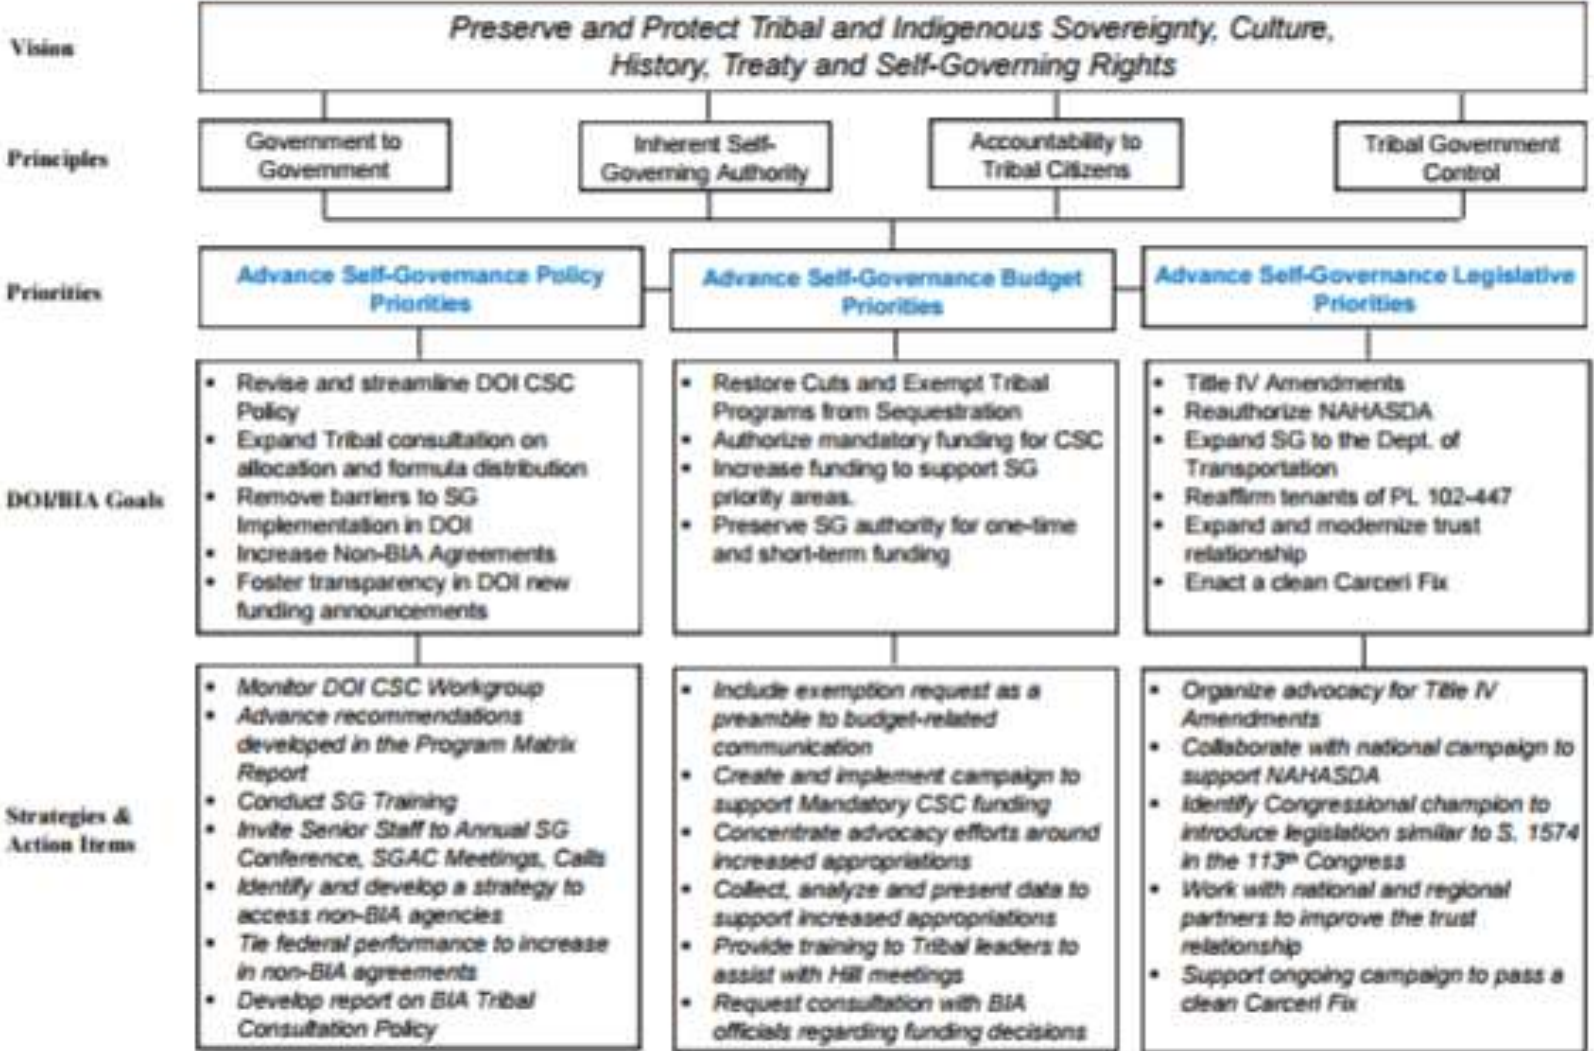 Vision
Preserve and Protect Tribal and Indigenous Sovereignty, Culture,
History, Treaty and Self-Governing Rights
Principles
Government to
Government
Inherent Self-
Governing Authority
Accountability to
Tribal Citizens
Tribal Government
Control
Priorities
Advance Self-Governance Policy
Priorities
Advance Self-Governance Budget
Priorities
Advance Self-Governance Legislative
Priorities
DOI/BIA Goals
• Revise and streamline DOI CSC
Policy
• Expand Tribal consultation on
allocation and formula distribution
• Remove barriers to SG
Implementation in DOI
• Increase Non-BIA Agreements
• Foster transparency in DOI new
funding announcements
• Restore Cuts and Exempt Tribal
Programs from Sequestration
• Authorize mandatory funding for CSC
• Increase funding to support SG
priority areas.
• Preserve SG authority for one-time
and short-term funding
• Title IV Amendments
• Reauthorize NAHASDA
• Expand SG to the Dept. of
Transportation
• Reaffirm tenants of PL 102-447
• Expand and modernize trust
relationship
• Enact a clean Carceri Fix
Strategies &
Action Items
• Monitor DOI CSC Workgroup
• Advance recommendations
developed in the Program Matrix
Report
• Conduct SG Training
• Invite Senior Staff to Annual SG
Conference, SGAC Meetings, Calls
• Identify and develop a strategy to
access non-BIA agencies
• Tie federal performance to increase
in non-BIA agreements
• Develop report on BIA Tribal
Consultation Policy
• Include exemption request as a
preamble to budget-related
communication
• Create and implement campaign to
support Mandatory CSC funding
• Concentrate advocacy efforts around
increased appropriations
• Collect, analyze and present data to
support increased appropriations
• Provide training to Tribal leaders to
assist with Hill meetings
• Request consultation with BIA
officials regarding funding decisions
• Organize advocacy for Title IV
Amendments
• Collaborate with national campaign to
support NAHASDA
• Identify Congressional champion to
introduce legislation similar to S. 1574
in the 113th Congress
• Work with national and regional
partners to improve the trust
relationship
• Support ongoing campaign to pass a
clean Carceri Fix